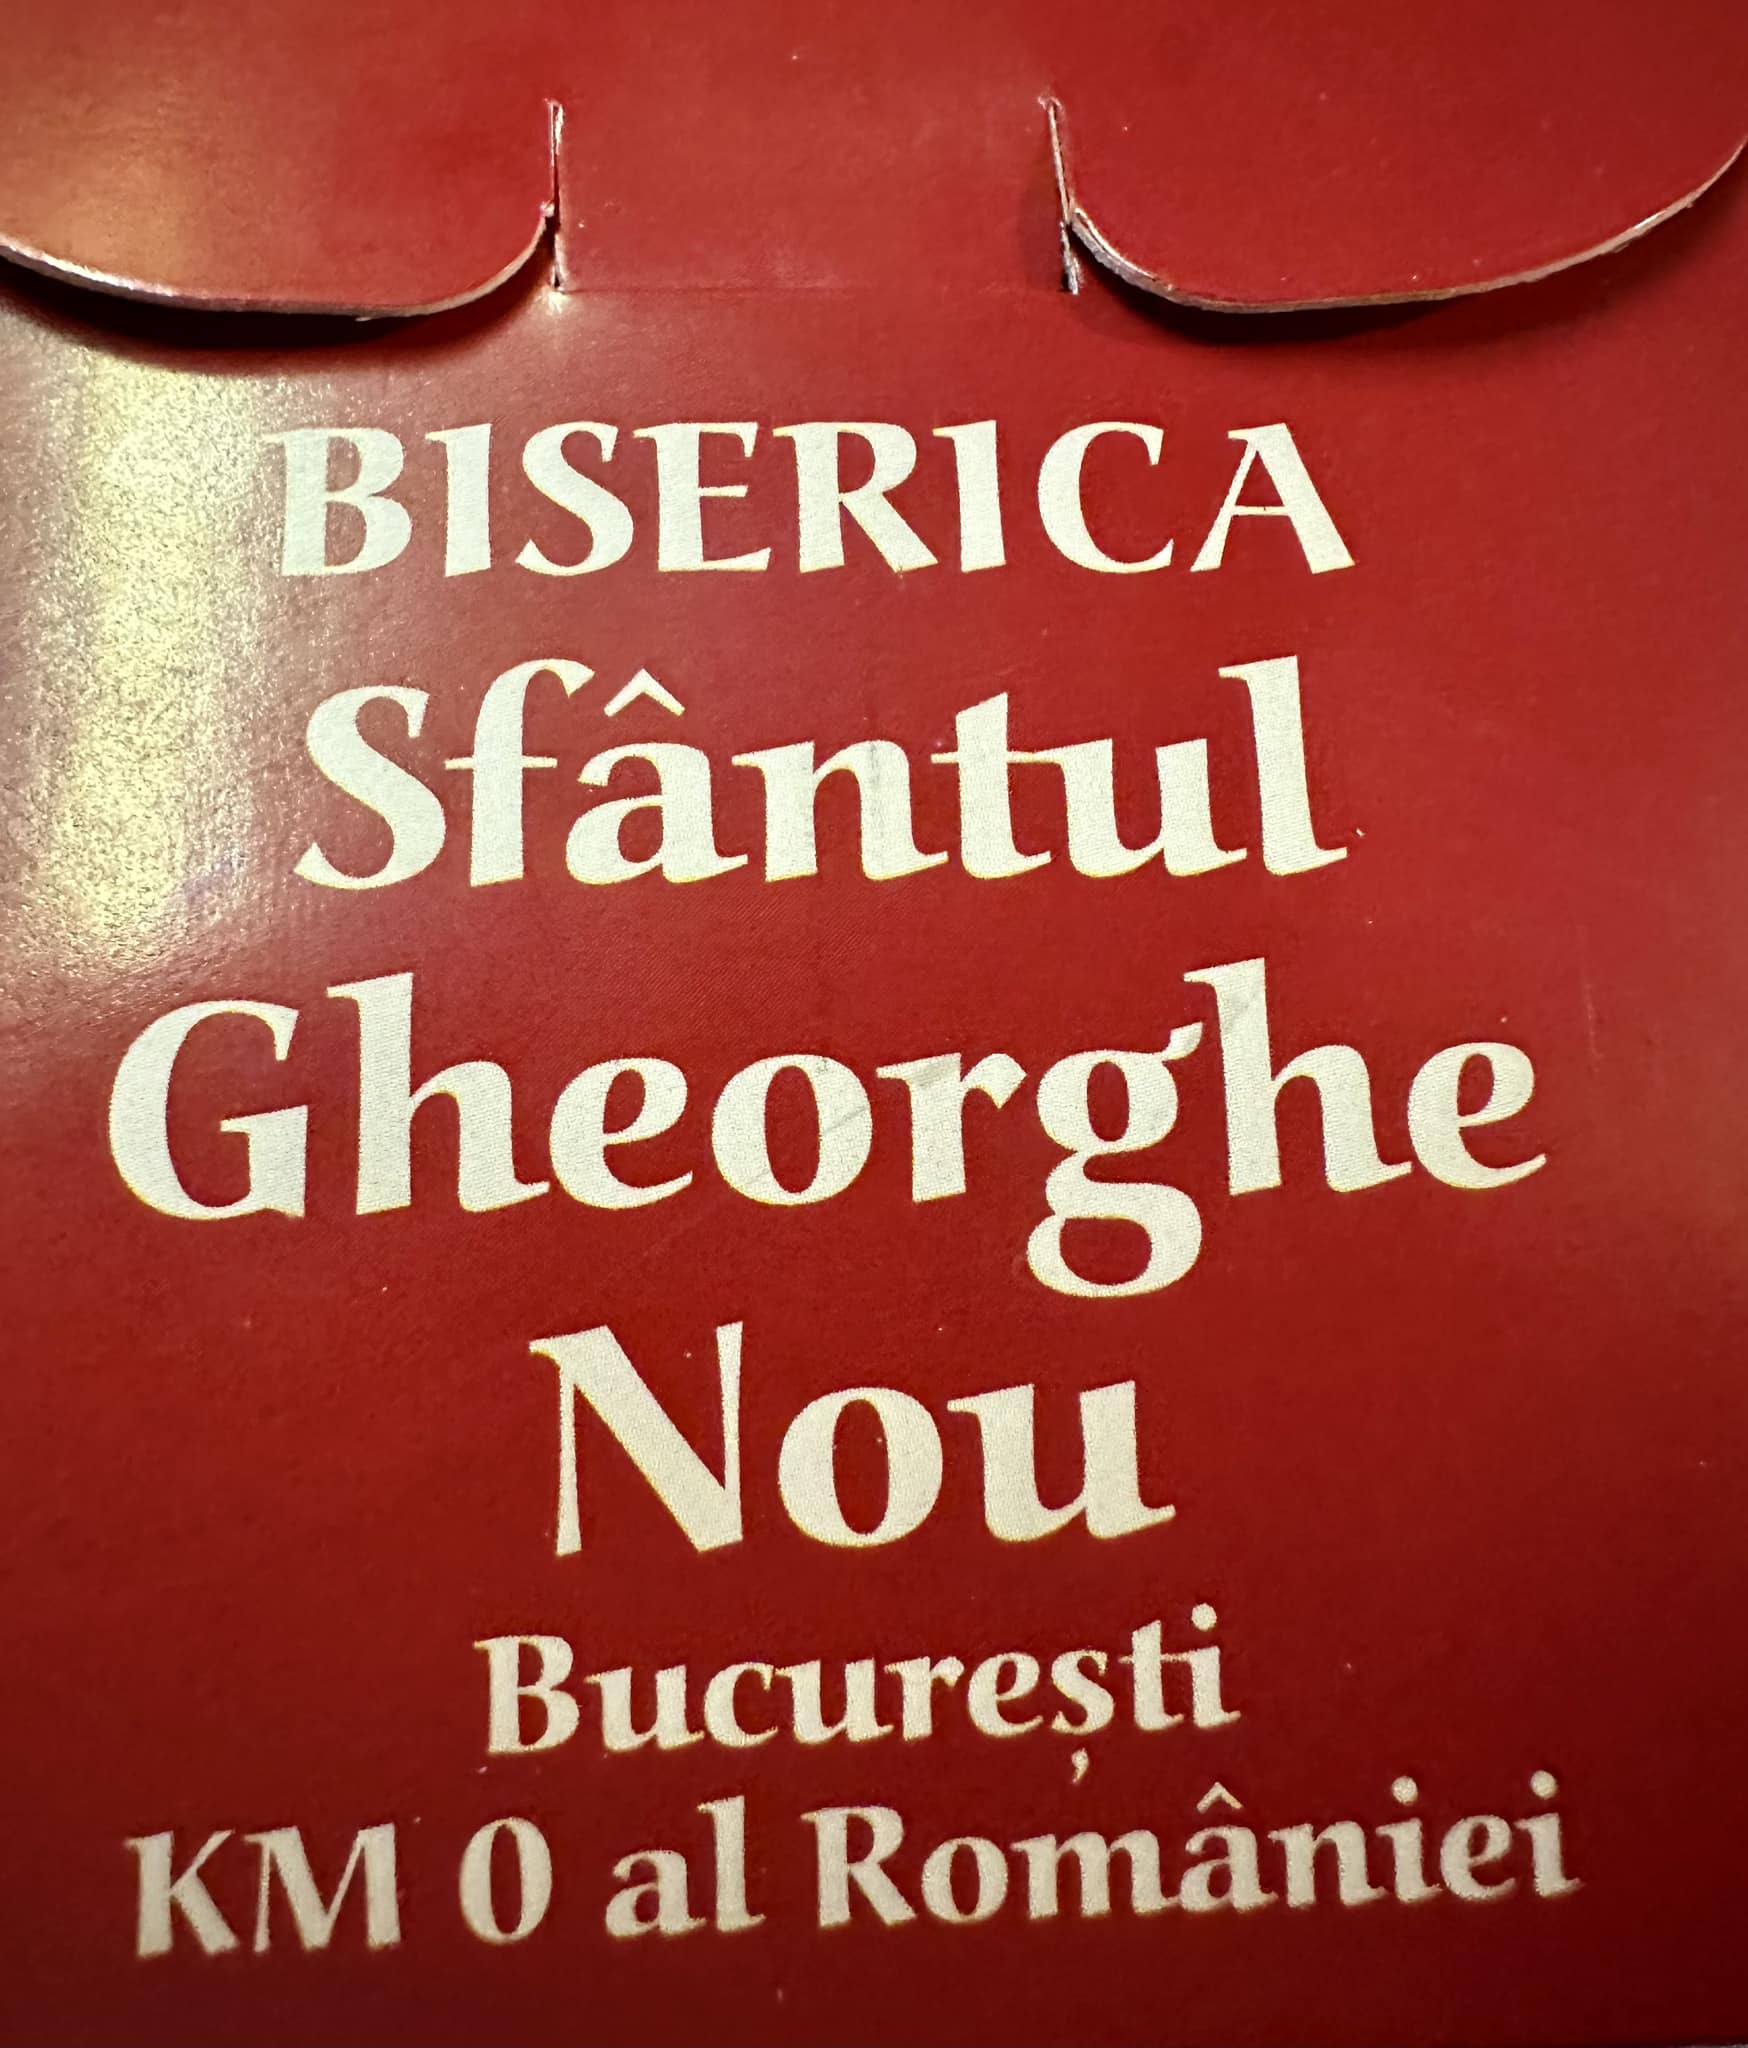 BISERICA
Sfântul
Gheorghe
Nou
București
KM 0 al României